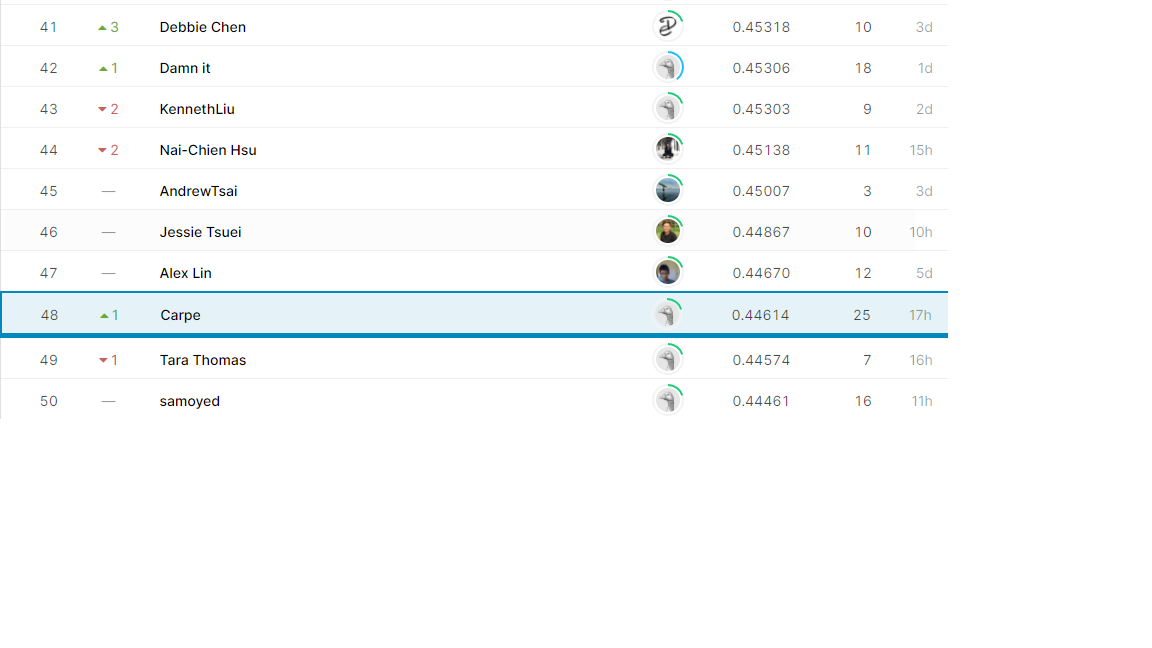 41 3 Debbie Chen 0.45318 10 3d
42 1 Damn it 0.45306 18 1d
43 2 KennethLiu 0.45303 9 2d
44 2 Nai-Chien Hsu 0.45138 11 15h
45 — AndrewTsai 0.45007 3 3d
46 — Jessie Tsuei 0.44867 10 10h
47 — Alex Lin 0.44670 12 5d
48 1 Carpe 0.44614 25 17h
49 1 Tara Thomas 0.44574 7 16h
50 — samoyed 0.44461 16 11h